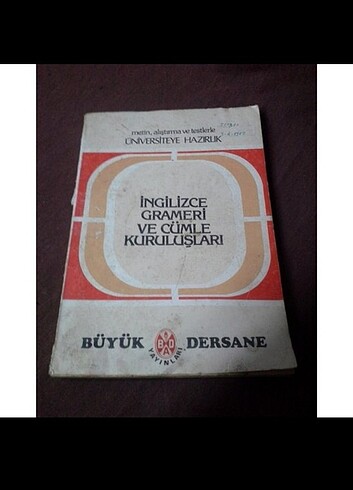 metin, alıştırma ve testlerle
ÜNİVERSİTEYE HAZIRLIK
İNGİLİZCE
GRAMERİ
VE CÜMLE
KURULUŞLARI
BÜYÜK DERSANE
YAYINLARI